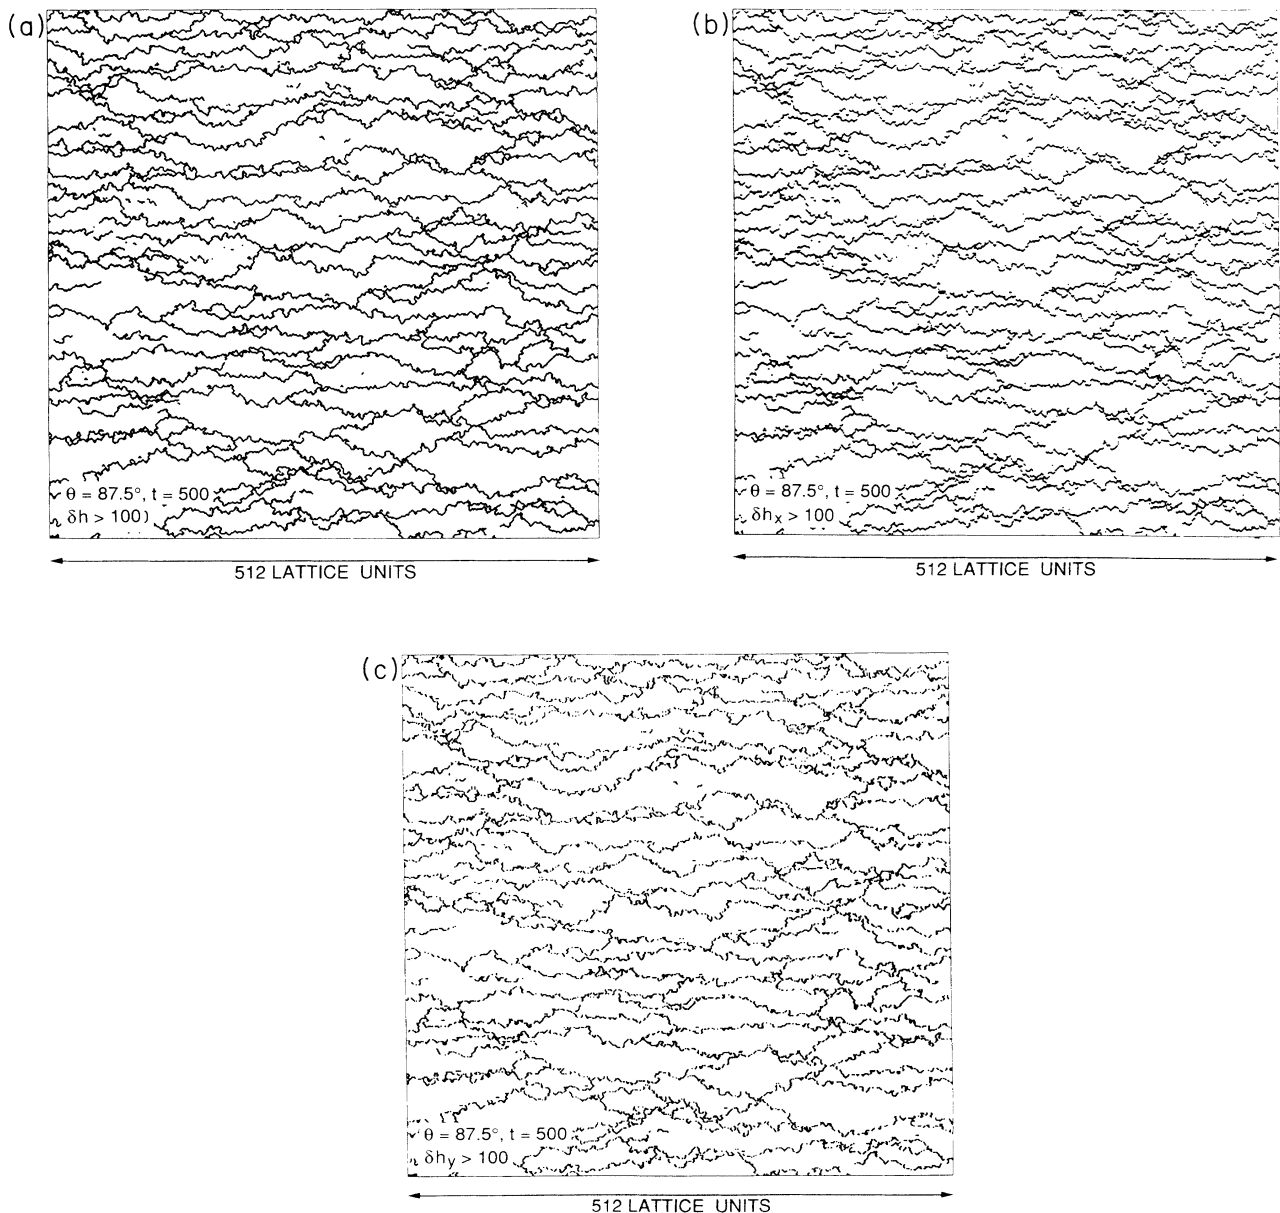 (a)
θ = 87.5°, t = 500
δh > 100)
512 LATTICE UNITS
(b)
θ = 87.5°, t = 500
δhx > 100
512 LATTICE UNITS
(c)
θ = 87.5°, t = 500
δhy > 100
512 LATTICE UNITS